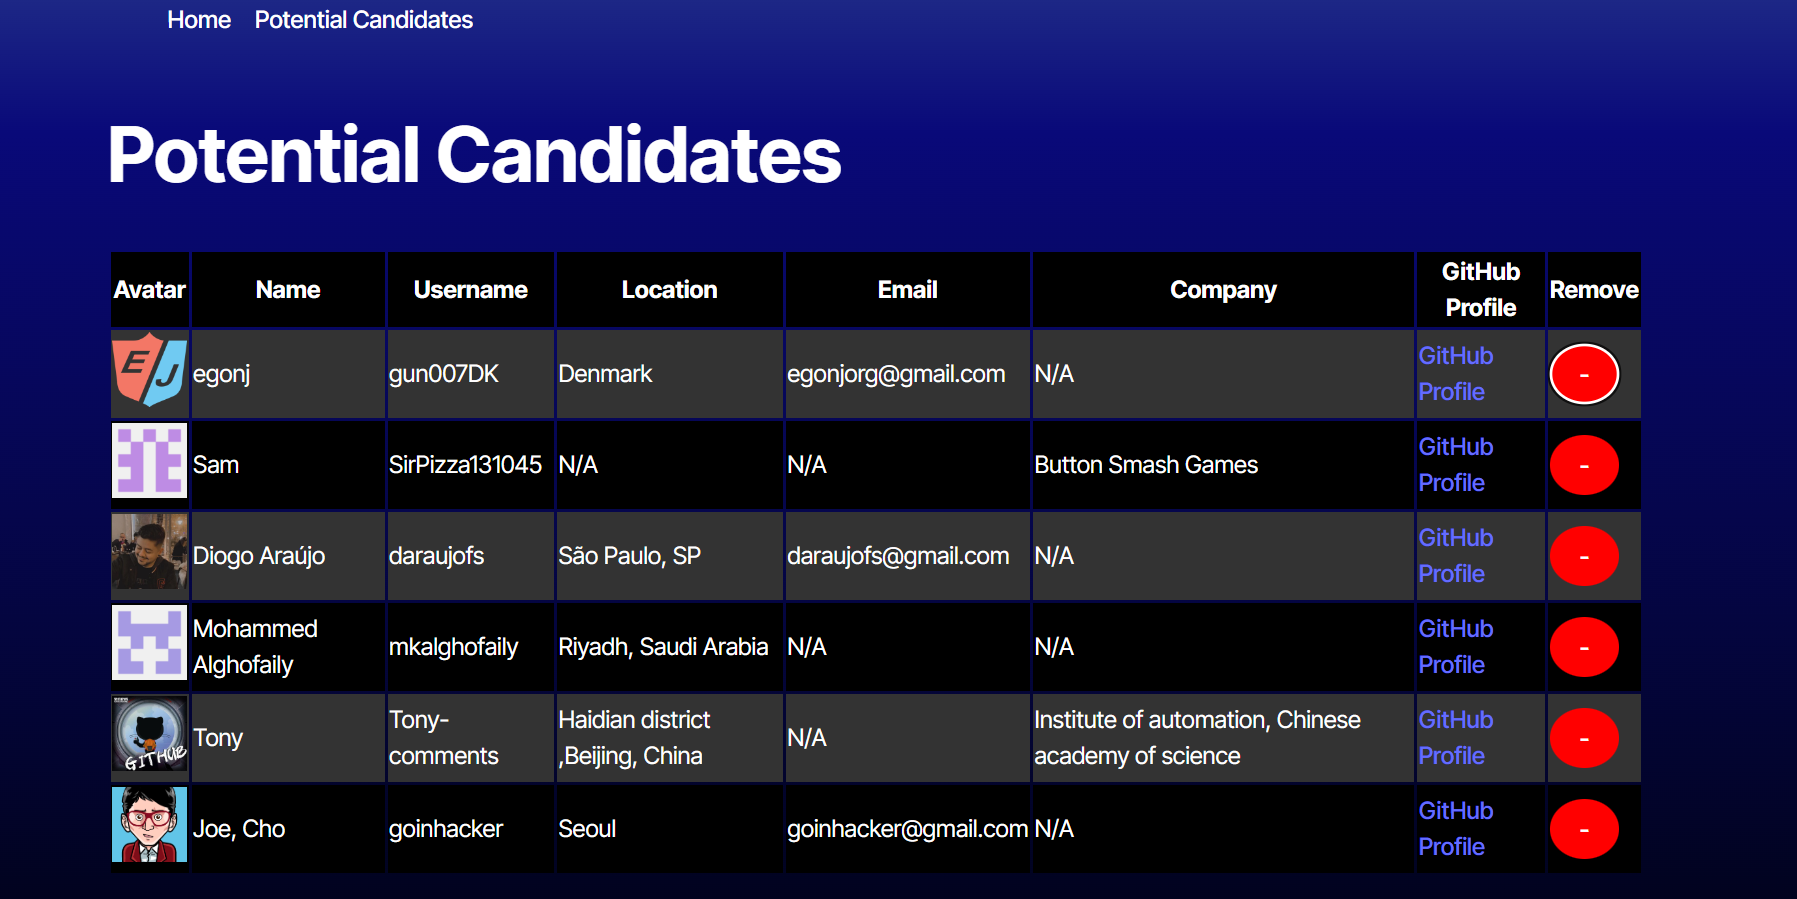 Home Potential Candidates
Potential Candidates
Avatar Name Username Location Email Company GitHub Profile Remove
EJ egonj gun007DK Denmark egonjorg@gmail.com N/A GitHub Profile -
Sam SirPizza131045 N/A N/A Button Smash Games GitHub Profile -
Diogo Araújo daraujofs São Paulo, SP daraujofs@gmail.com N/A GitHub Profile -
Mohammed Alghofaily mkalghofaily Riyadh, Saudi Arabia N/A N/A GitHub Profile -
GITHUB Tony Tony-comments Haidian district ,Beijing, China N/A Institute of automation, Chinese academy of science GitHub Profile -
Joe, Cho goinhacker Seoul goinhacker@gmail.com N/A GitHub Profile -